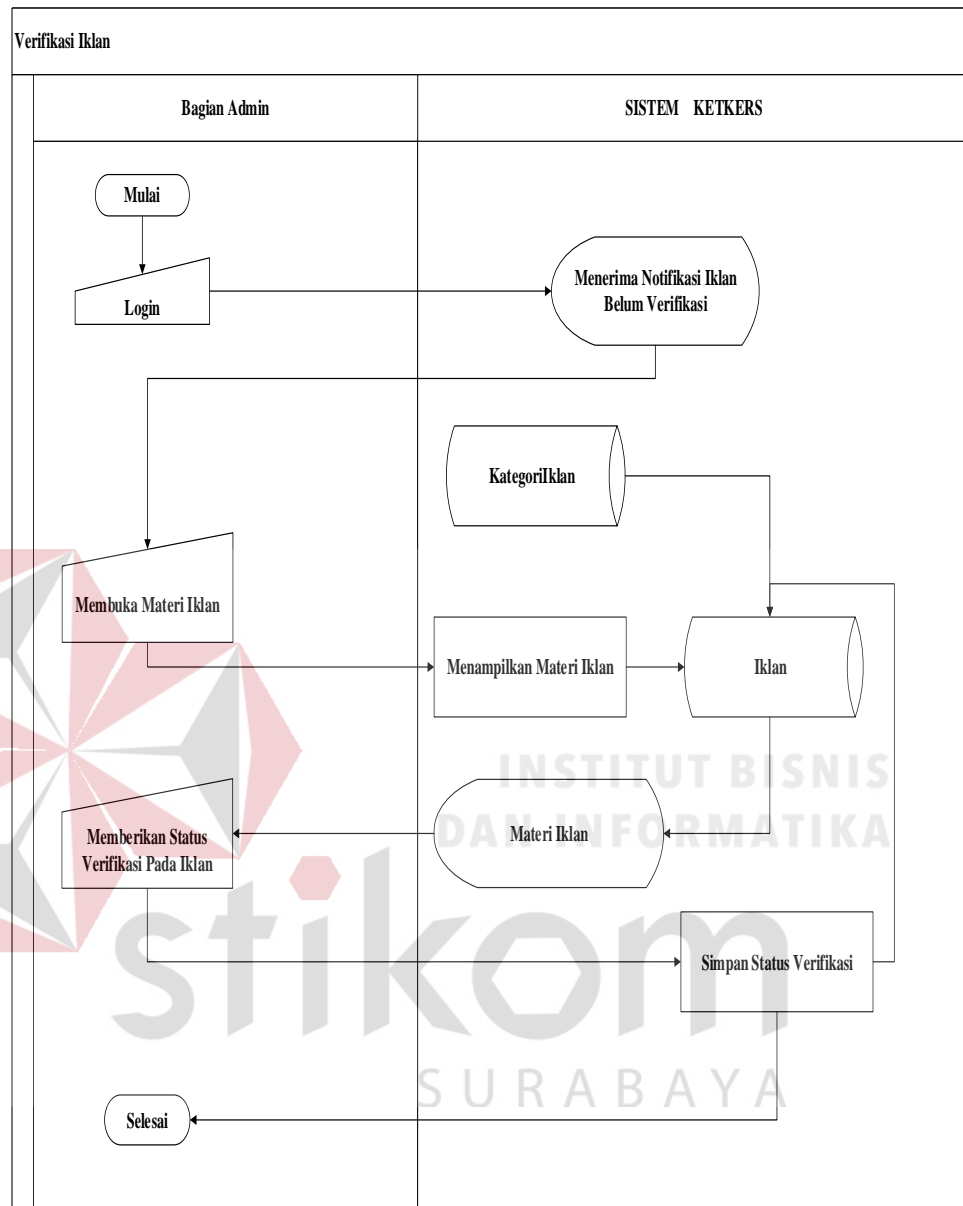 Verifikasi Iklan
Bagian Admin
SISTEM KETKERS
Mulai
Login
Menerima Notifikasi Iklan
Belum Verifikasi
KategoriIklan
Membuka Materi Iklan
Menampilkan Materi Iklan
Iklan
INSTITUT BISNIS
DAN INFORMATIKA
Memberikan Status
Verifikasi Pada Iklan
Materi Iklan
stikom
Simpan Status Verifikasi
SURABAYA
Selesai